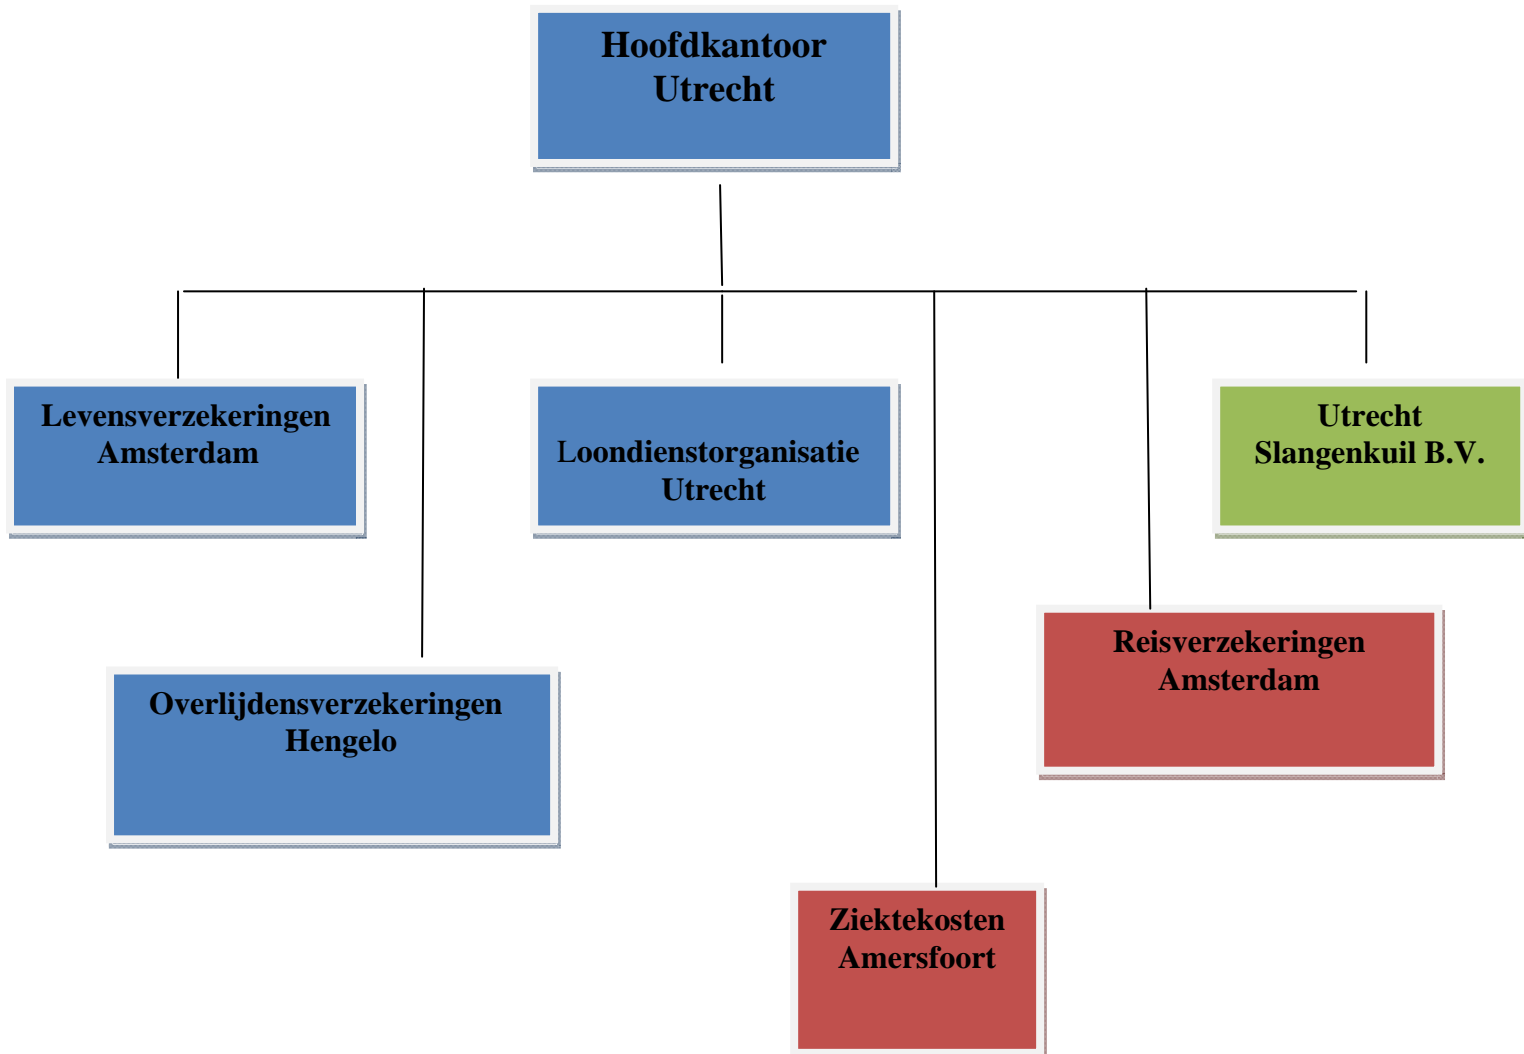 Hoofdkantoor
Utrecht
Levensverzekeringen
Amsterdam
Loondienstorganisatie
Utrecht
Utrecht
Slangenkuil B.V.
Overlijdensverzekeringen
Hengelo
Reisverzekeringen
Amsterdam
Ziektekosten
Amersfoort